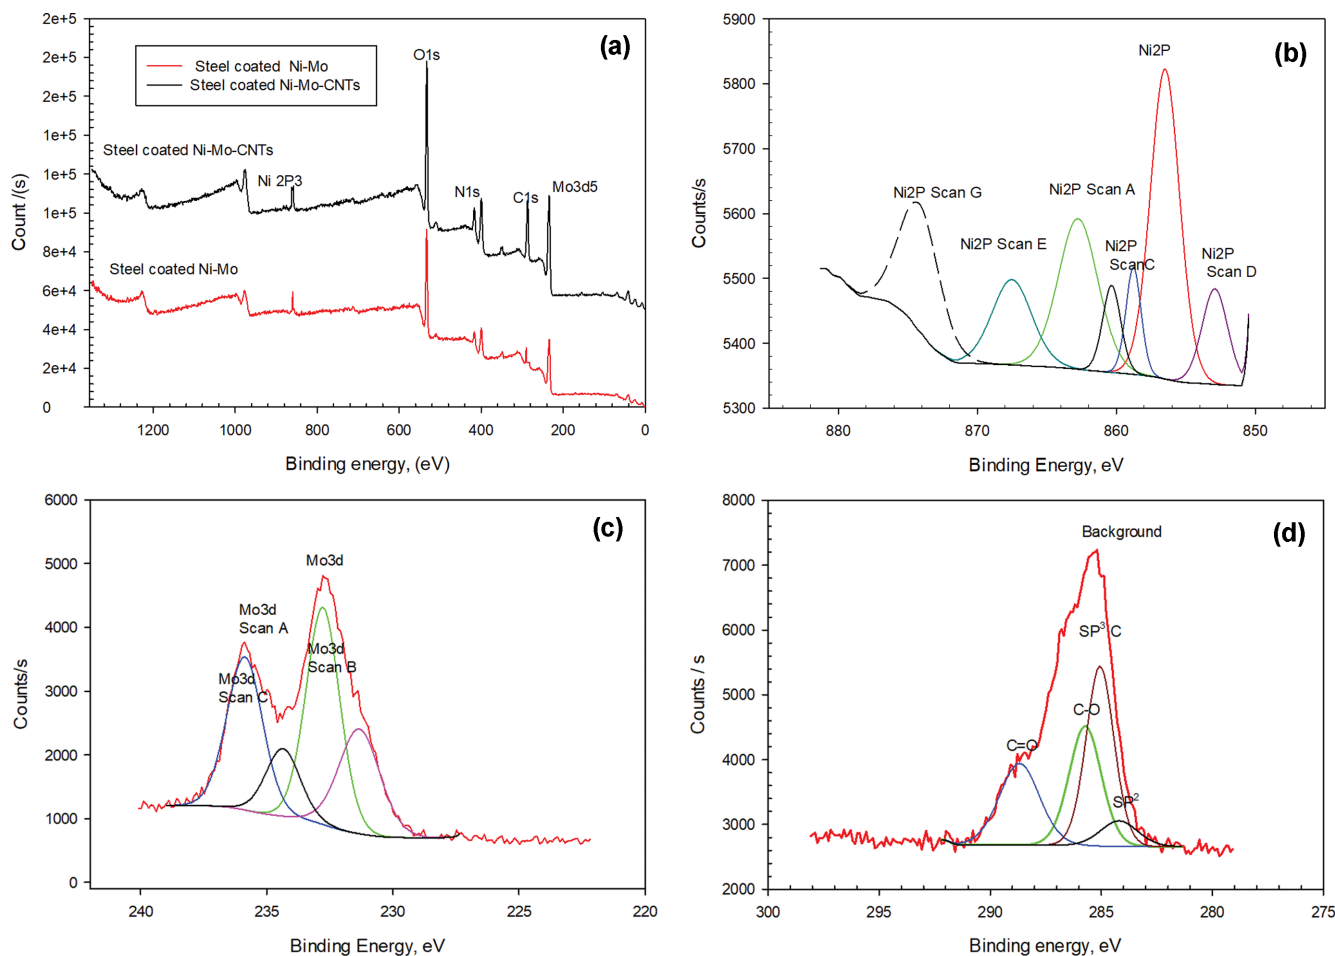 (a)
2e+5
2e+5
2e+5
1e+5
1e+5
1e+5
8e+4
6e+4
4e+4
2e+4
0
Count /(s)
Steel coated Ni-Mo
Steel coated Ni-Mo-CNTs
O1s
Steel coated Ni-Mo-CNTs
Ni 2P3
N1s
C1s
Mo3d5
Steel coated Ni-Mo
1200
1000
800
600
400
200
0
Binding energy, (eV)
(b)
5900
5800
5700
5600
5500
5400
5300
Counts/s
Ni2P
Ni2P Scan G
Ni2P Scan A
Ni2P Scan E
Ni2P
ScanC
Ni2P
Scan D
880
870
860
850
Binding Energy, eV
(c)
6000
5000
4000
3000
2000
1000
0
Counts/s
Mo3d
Mo3d
Scan A
Mo3d
Scan B
Mo3d
Scan C
240
235
230
225
220
Binding Energy, eV
(d)
8000
7000
6000
5000
4000
3000
2000
Counts / s
Background
SP3 C
C-O
C=O
SP2
300
295
290
285
280
275
Binding energy, eV